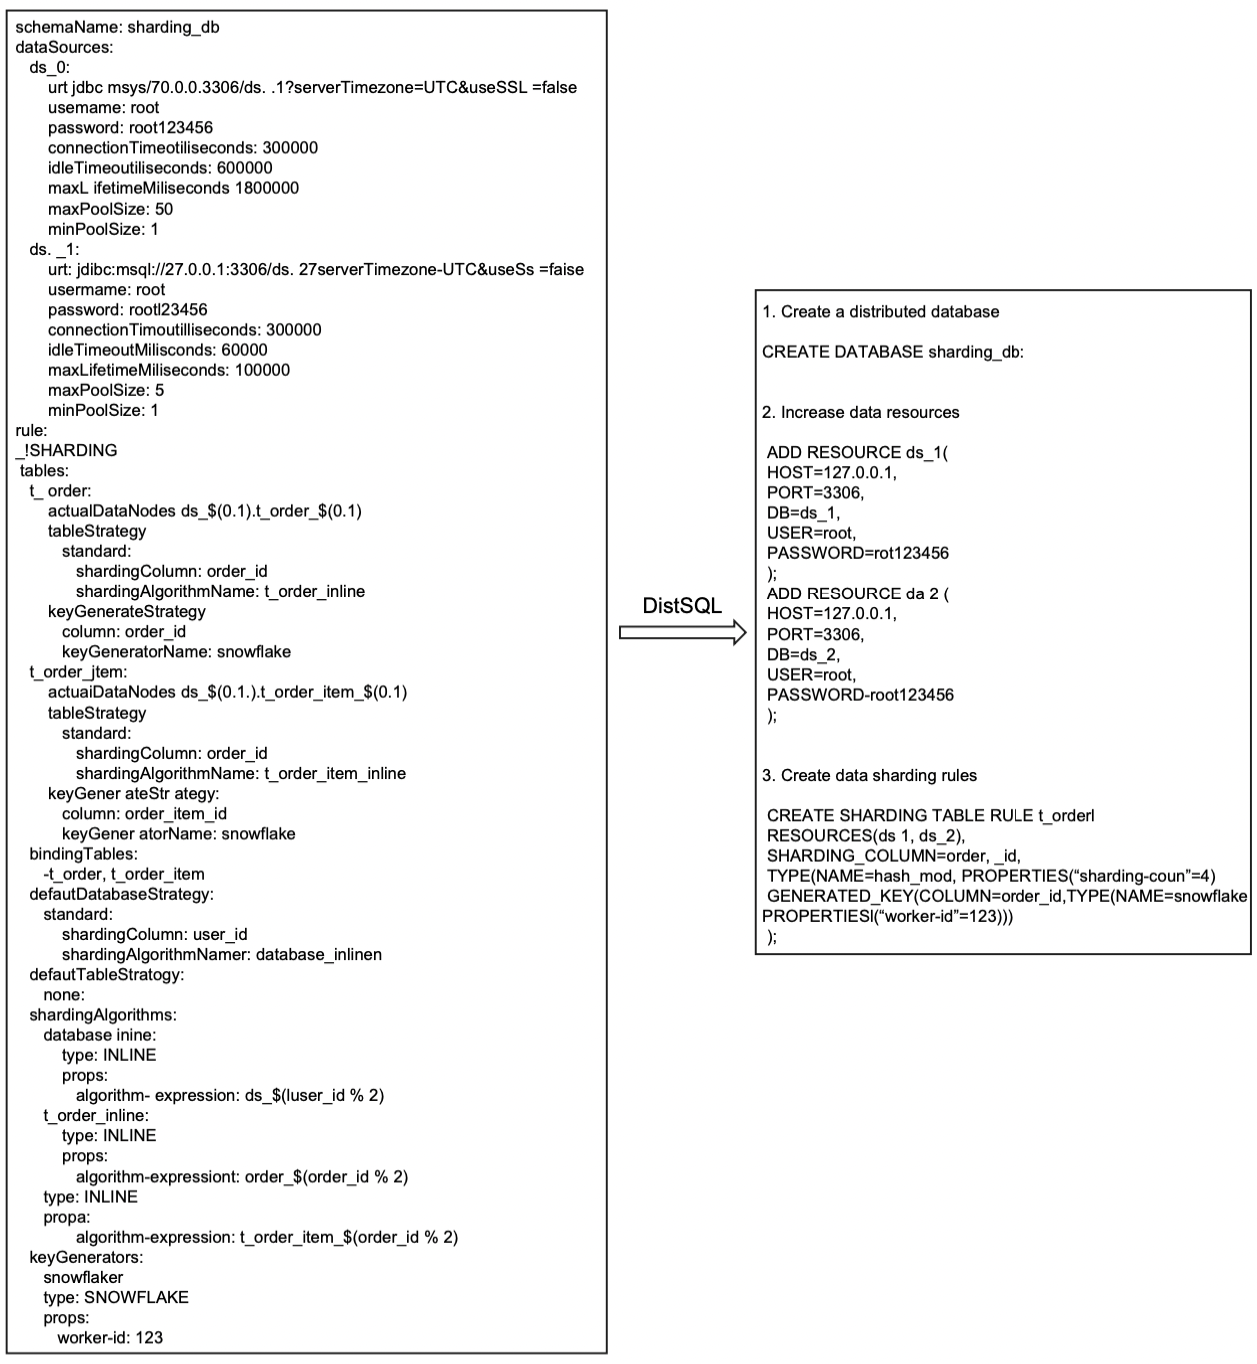 schemaName: sharding_db
dataSources:
ds_0:
urt jdbc msys/70.0.0.3306/ds. .1?serverTimezone=UTC&useSSL =false
usemame: root
password: root123456
connectionTimeotiliseconds: 300000
idleTimeoutiliseconds: 600000
maxL ifetimeMiliseconds 1800000
maxPoolSize: 50
minPoolSize: 1
ds. _1:
urt: jdibc:msql://27.0.0.1:3306/ds. 27serverTimezone-UTC&useSs =faise
usermame: root
password: rootl23456
connectionTimoutilliseconds: 300000
idleTimeoutMilisconds: 60000
maxLifetimeMiliseconds: 100000
maxPoolSize: 5
minPoolSize: 1
rule:
_!SHARDING
tables:
t_ order:
actualDataNodes ds_$(0.1).t_order_$(0.1)
tableStrategy
standard:
shardingColumn: order_id
shardingAlgorithmName: t_order_inline
keyGenerateStrategy
column: order_id
keyGeneratorName: snowflake
t_order_jtem:
actuaiDataNodes ds_$(0.1.).t_order_item_$(0.1)
tableStrategy
standard:
shardingColumn: order_id
shardingAlgorithmName: t_order_item_inline
keyGener ateStr ategy:
column: order_item_id
keyGener atorName: snowflake
bindingTables:
-t_order, t_order_item
defautDatabaseStrategy:
standard:
shardingColumn: user_id
shardingAlgorithmNamer: database_inlinen
defautTableStratogy:
none:
shardingAlgorithms:
database inine:
type: INLINE
props:
algorithm- expression: ds_$(luser_id % 2)
t_order_inline:
type: INLINE
props:
algorithm-expressiont: order_$(order_id % 2)
type: INLINE
propa:
algorithm-expression: t_order_item_$(order_id % 2)
keyGenerators:
snowflaker
type: SNOWFLAKE
props:
worker-id: 123
DistSQL
1. Create a distributed database
CREATE DATABASE sharding_db:
2. Increase data resources
ADD RESOURCE ds_1(
HOST=127.0.0.1,
PORT=3306,
DB=ds_1,
USER=root,
PASSWORD=rot123456
);
ADD RESOURCE da 2 (
HOST=127.0.0.1,
PORT=3306,
DB=ds_2,
USER=root,
PASSWORD-root123456
);
3. Create data sharding rules
CREATE SHARDING TABLE RULE t_orderl
RESOURCES(ds 1, ds_2),
SHARDING_COLUMN=order, _id,
TYPE(NAME=hash_mod, PROPERTIES(“sharding-coun”=4)
GENERATED_KEY(COLUMN=order_id,TYPE(NAME=snowflake
PROPERTIESl(“worker-id”=123)))
);